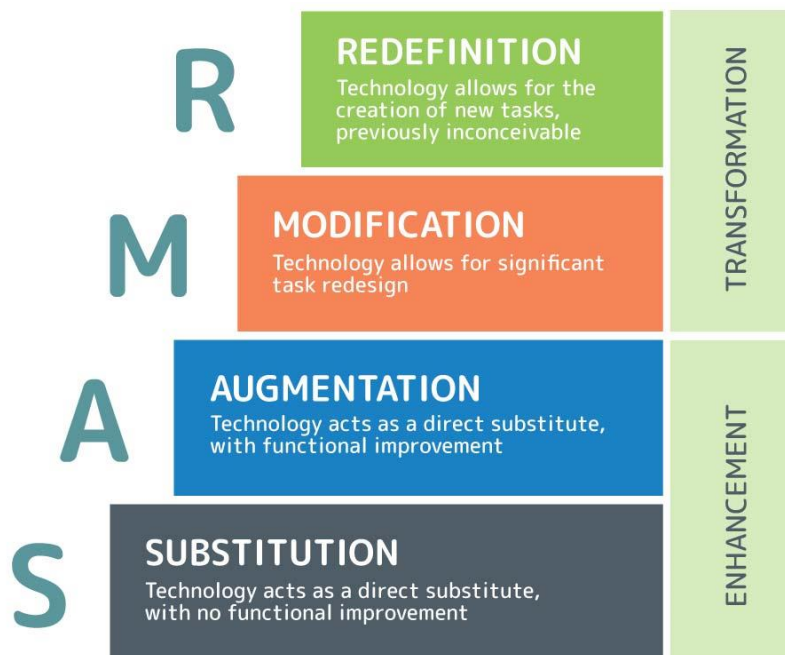 R
REDEFINITION
Technology allows for the
creation of new tasks,
previously inconceivable
M
MODIFICATION
Technology allows for significant
task redesign
TRANSFORMATION
A
AUGMENTATION
Technology acts as a direct substitute,
with functional improvement
S
SUBSTITUTION
Technology acts as a direct substitute,
with no functional improvement
ENHANCEMENT